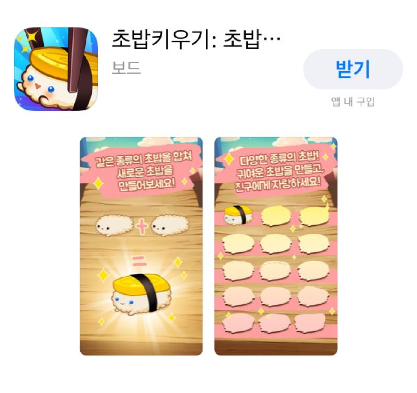 초밥키우기: 초밥…
보드
받기
앱 내 구입
같은 종류의 초밥을 합쳐
새로운 초밥을
만들어보세요!
다양한 종류의 초밥!
귀여운 초밥을 만들고,
친구에게 자랑하세요!